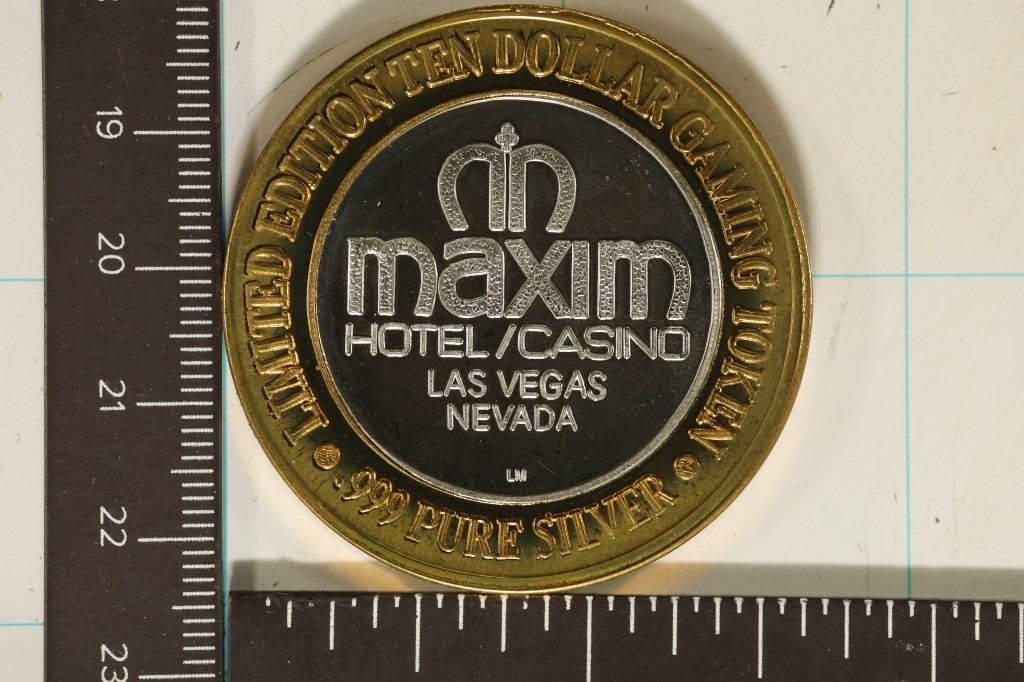 LIMITED EDITION TEN DOLLAR GAMING TOKEN
maxim
HOTEL/CASINO
LAS VEGAS
NEVADA
LM
• .999 PURE SILVER •
19
20
21
22
23